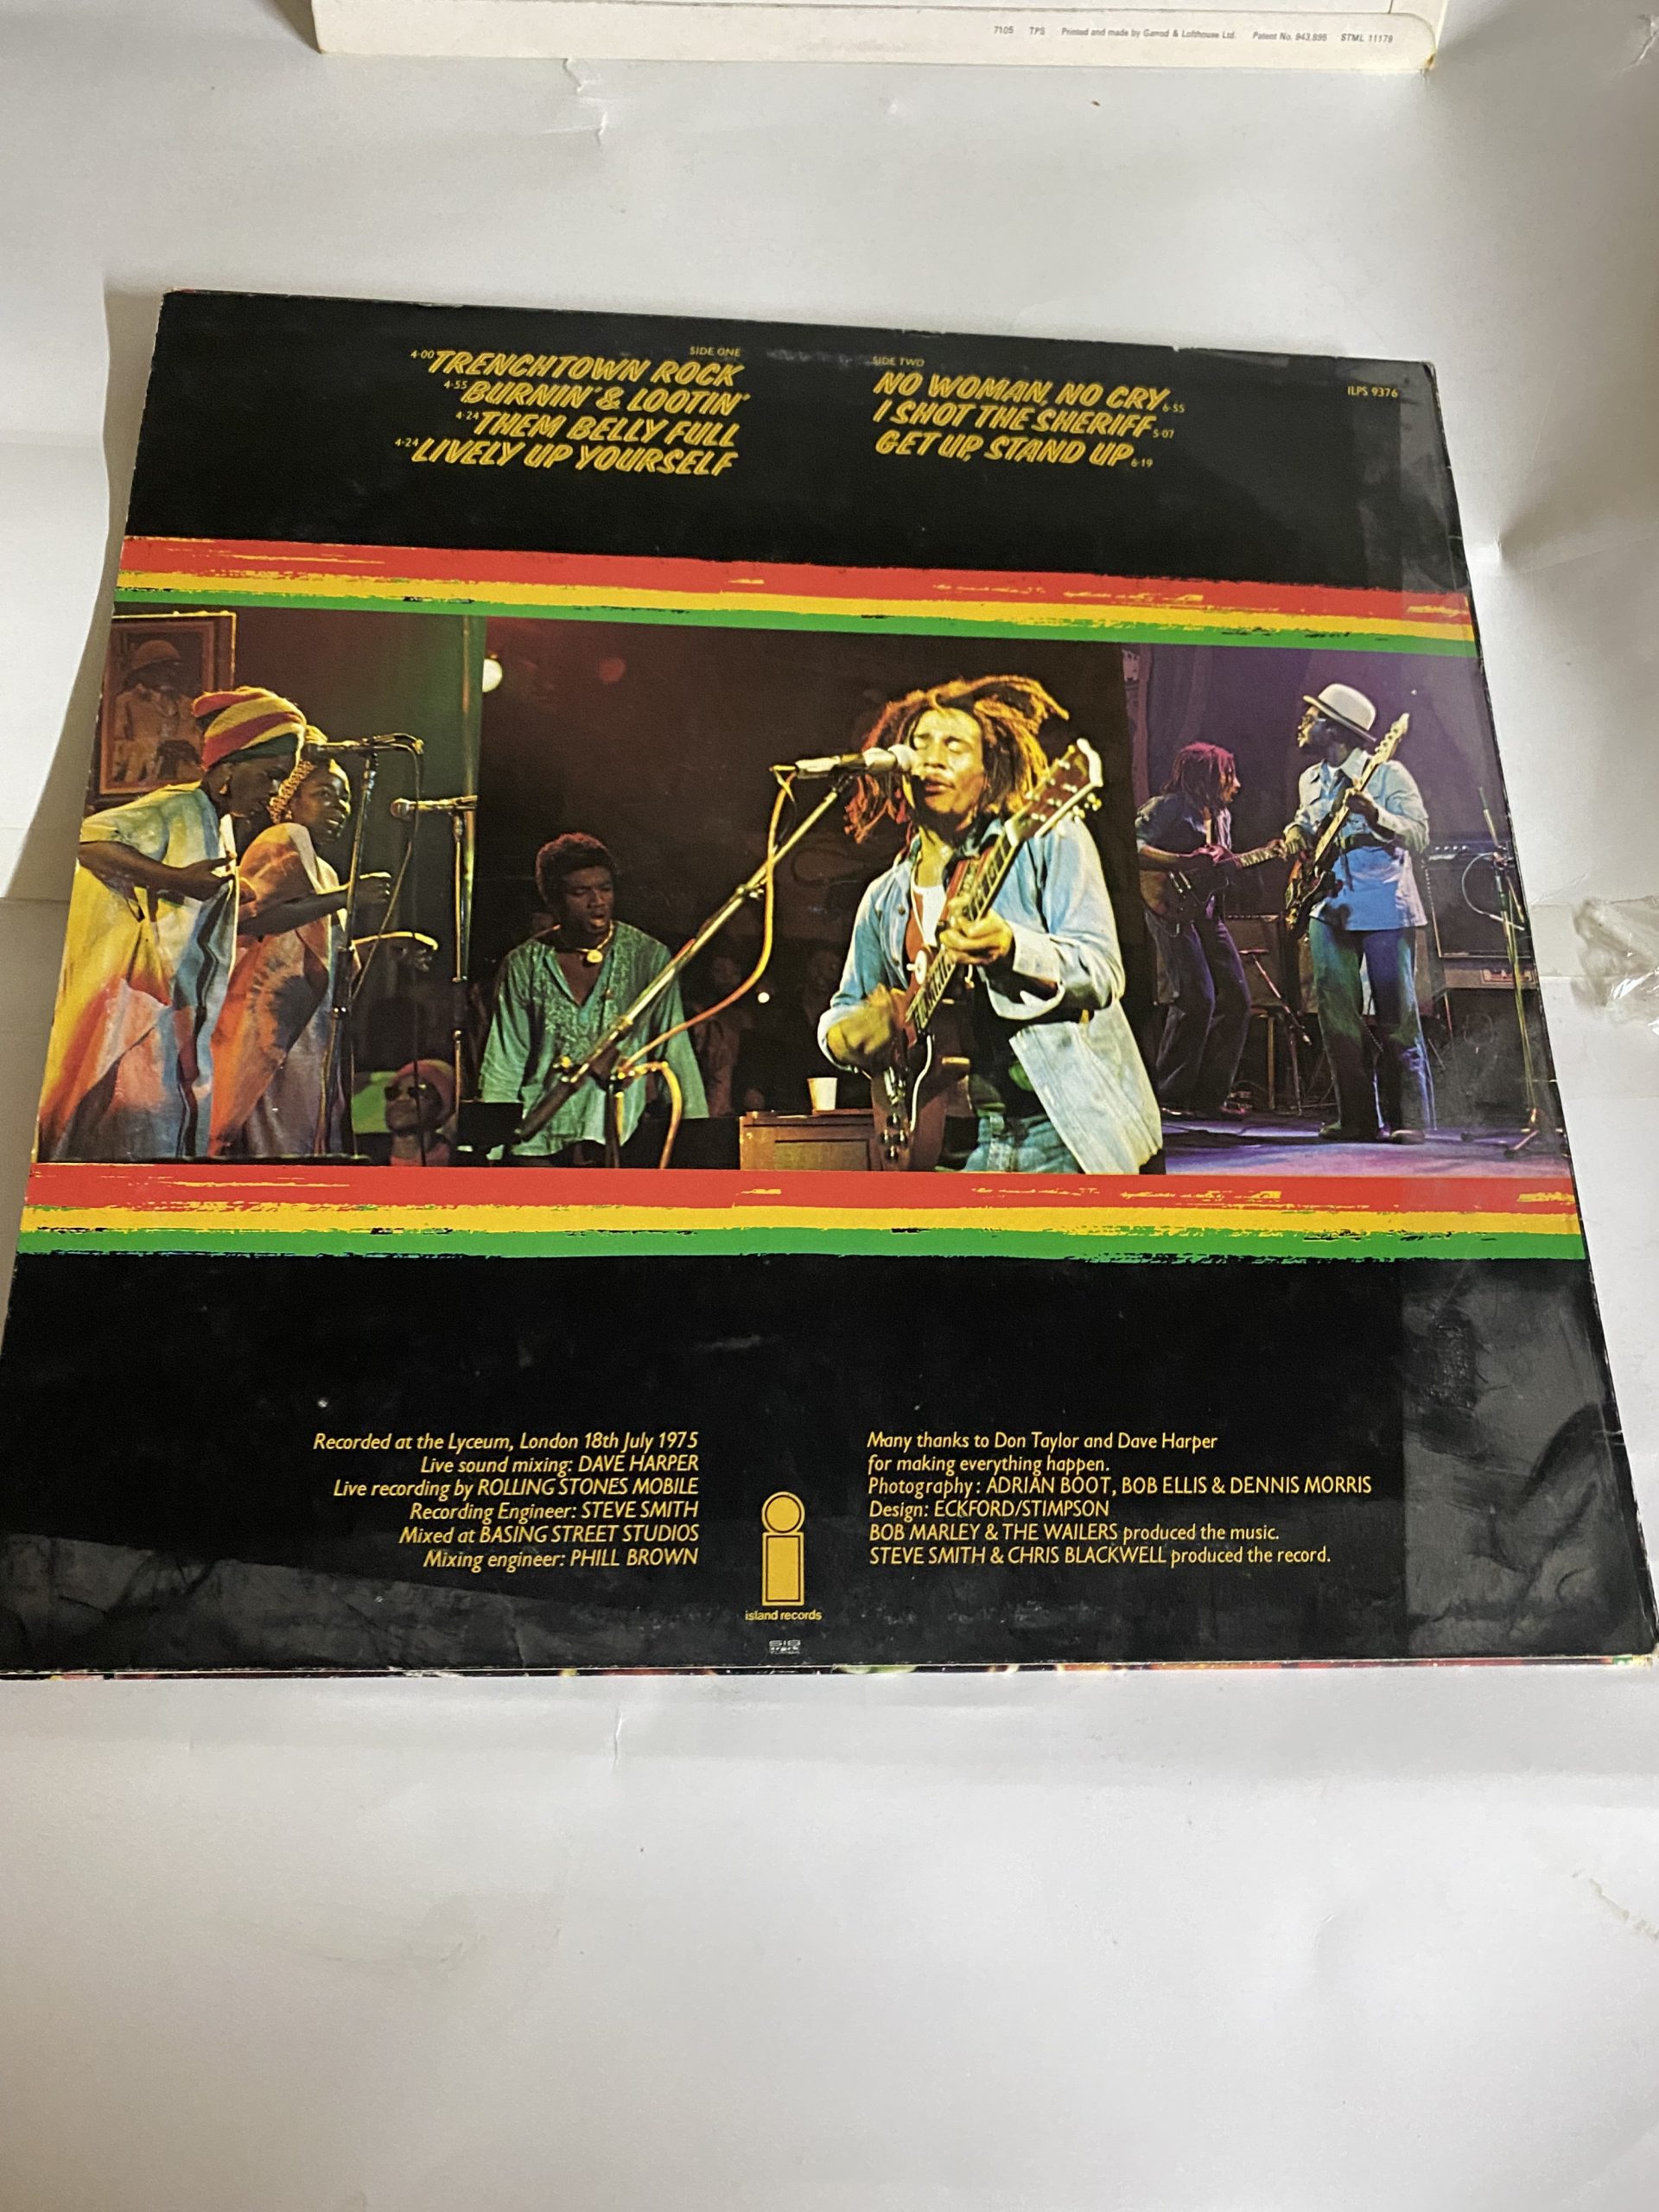 7105 TPS Printed and made by Garrod & Lofthouse Ltd. Patent No. 943,895 STML 11179
SIDE ONE
4·00 TRENCHTOWN ROCK
4·55 BURNIN' & LOOTIN'
4·24 THEM BELLY FULL
4·24 LIVELY UP YOURSELF
SIDE TWO
NO WOMAN, NO CRY 6·55
I SHOT THE SHERIFF 5·07
GET UP, STAND UP 6·19
ILPS 9376
Recorded at the Lyceum, London 18th July 1975
Live sound mixing: DAVE HARPER
Live recording by ROLLING STONES MOBILE
Recording Engineer: STEVE SMITH
Mixed at BASING STREET STUDIOS
Mixing engineer: PHILL BROWN
island records
Many thanks to Don Taylor and Dave Harper
for making everything happen.
Photography: ADRIAN BOOT, BOB ELLIS & DENNIS MORRIS
Design: ECKFORD/STIMPSON
BOB MARLEY & THE WAILERS produced the music.
STEVE SMITH & CHRIS BLACKWELL produced the record.